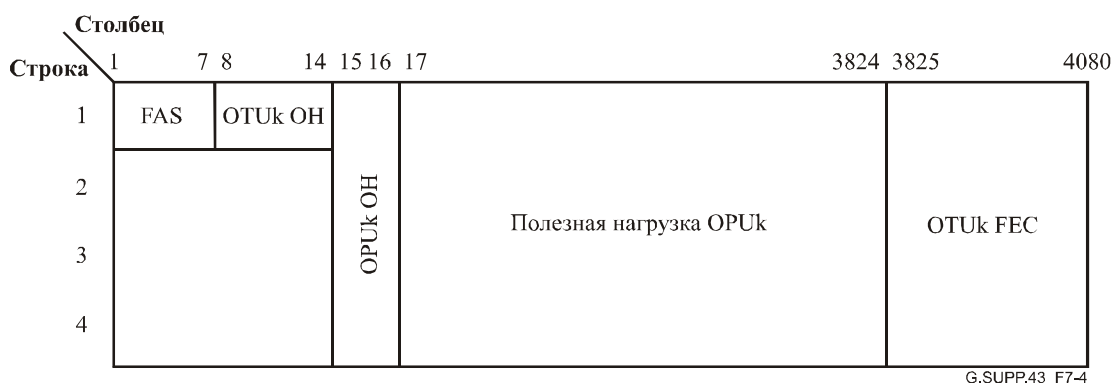 Столбец
Строка
1 7 8 14 15 16 17 3824 3825 4080
1 FAS OTUk OH
2
3
4
OPUk OH
Полезная нагрузка OPUk
OTUk FEC
G.SUPP.43 F7-4